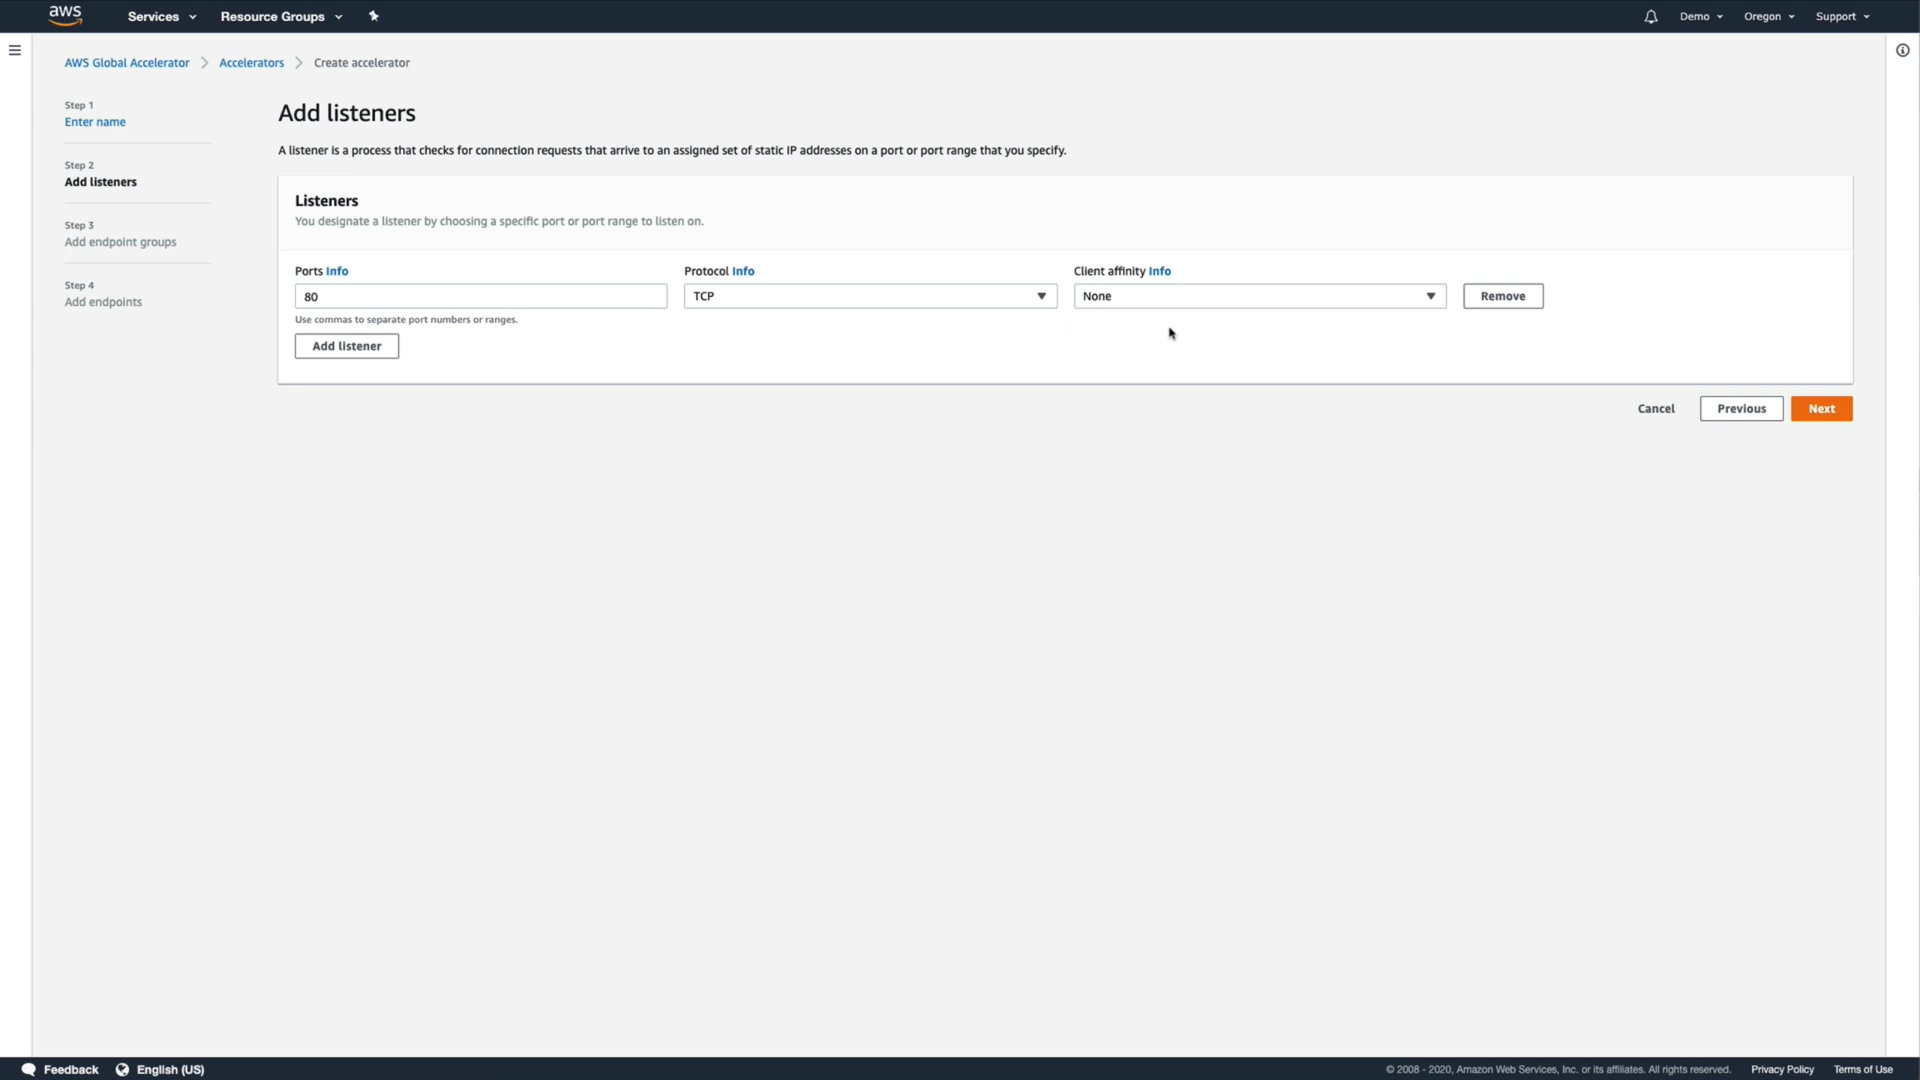 aws
Services
Resource Groups
Demo
Oregon
Support
AWS Global Accelerator
Accelerators
Create accelerator
Step 1
Enter name
Step 2
Add listeners
Step 3
Add endpoint groups
Step 4
Add endpoints
Add listeners
A listener is a process that checks for connection requests that arrive to an assigned set of static IP addresses on a port or port range that you specify.
Listeners
You designate a listener by choosing a specific port or port range to listen on.
Ports Info
Protocol Info
Client affinity Info
80
TCP
None
Remove
Use commas to separate port numbers or ranges.
Add listener
Cancel
Previous
Next
Feedback
English (US)
© 2008 - 2020, Amazon Web Services, Inc. or its affiliates. All rights reserved.
Privacy Policy
Terms of Use